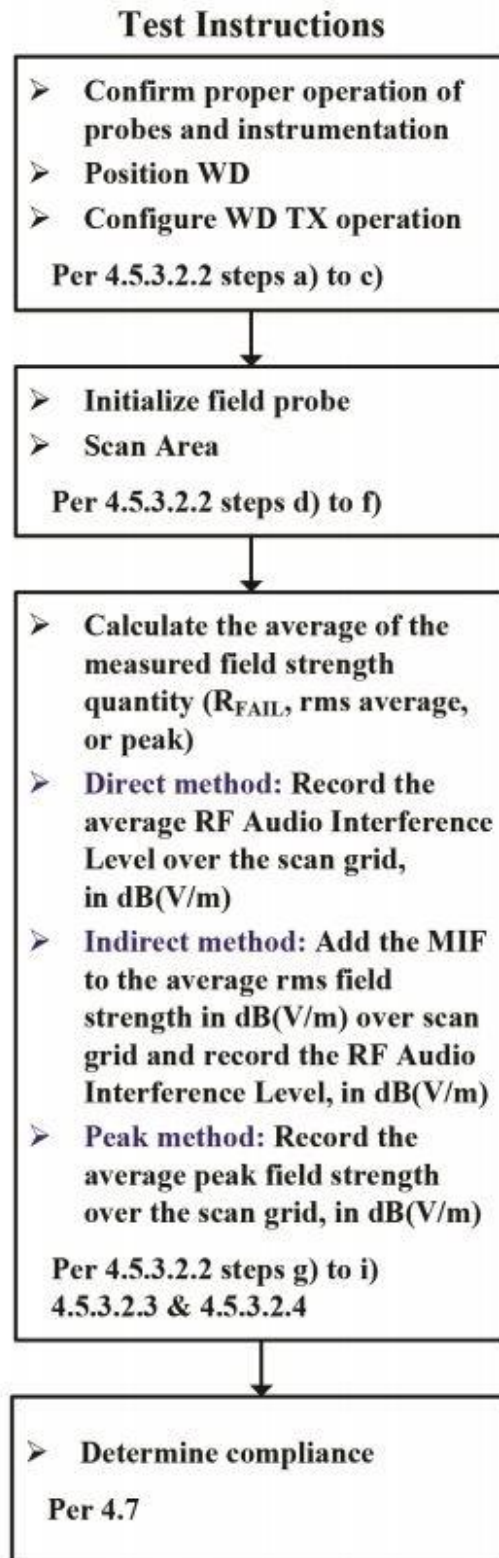 Test Instructions
➢ Confirm proper operation of
probes and instrumentation
➢ Position WD
➢ Configure WD TX operation
Per 4.5.3.2.2 steps a) to c)
➢ Initialize field probe
➢ Scan Area
Per 4.5.3.2.2 steps d) to f)
➢ Calculate the average of the
measured field strength
quantity (RFAIL, rms average,
or peak)
➢ Direct method: Record the
average RF Audio Interference
Level over the scan grid,
in dB(V/m)
➢ Indirect method: Add the MIF
to the average rms field
strength in dB(V/m) over scan
grid and record the RF Audio
Interference Level, in dB(V/m)
➢ Peak method: Record the
average peak field strength
over the scan grid, in dB(V/m)
Per 4.5.3.2.2 steps g) to i)
4.5.3.2.3 & 4.5.3.2.4
➢ Determine compliance
Per 4.7